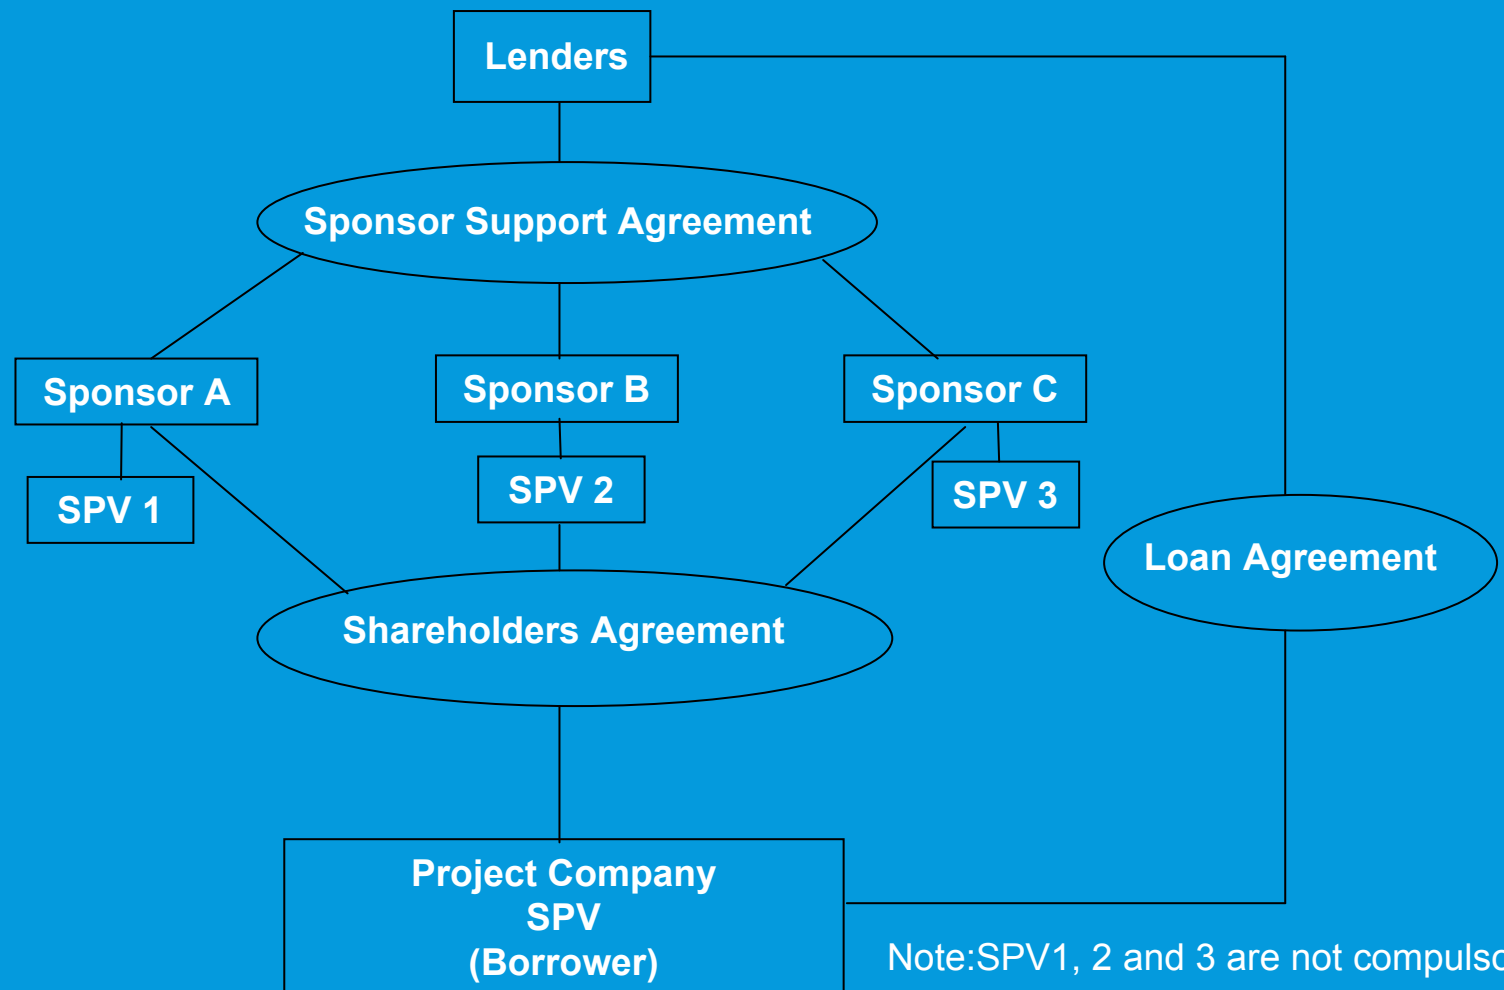 Lenders
Sponsor Support Agreement
Sponsor A
Sponsor B
Sponsor C
SPV 1
SPV 2
SPV 3
Loan Agreement
Shareholders Agreement
Project Company
SPV
(Borrower)
Note:SPV1, 2 and 3 are not